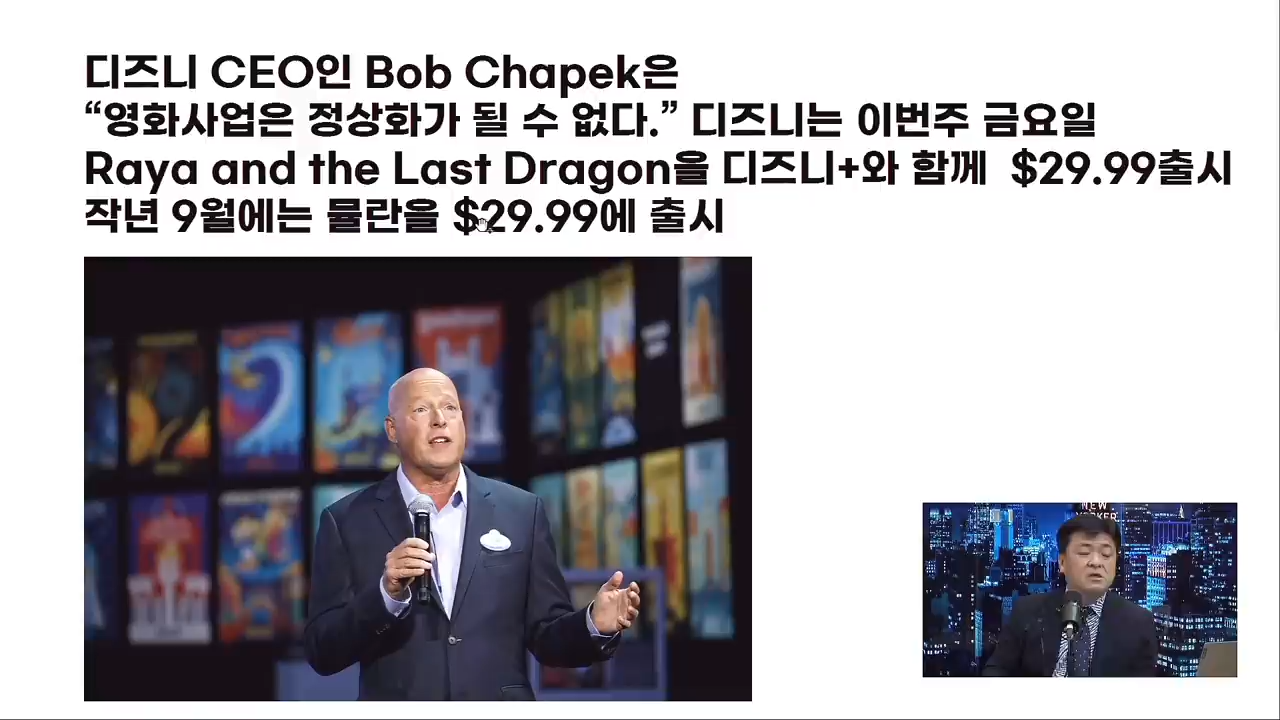 디즈니 CEO인 Bob Chapek은
“영화사업은 정상화가 될 수 없다.” 디즈니는 이번주 금요일
Raya and the Last Dragon을 디즈니+와 함께 $29.99출시
작년 9월에는 뮬란을 $29.99에 출시
NEW
YORKER